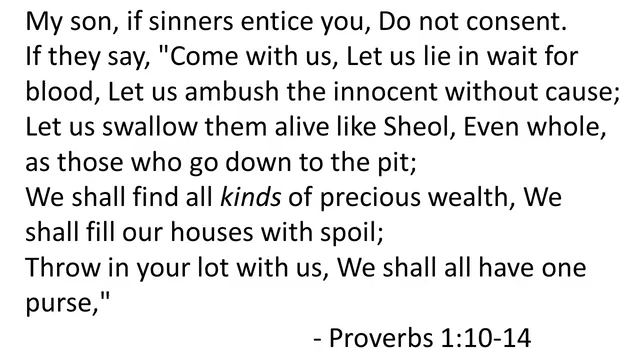 My son, if sinners entice you, Do not consent.
If they say, "Come with us, Let us lie in wait for
blood, Let us ambush the innocent without cause;
Let us swallow them alive like Sheol, Even whole,
as those who go down to the pit;
We shall find all kinds of precious wealth, We
shall fill our houses with spoil;
Throw in your lot with us, We shall all have one
purse,"
- Proverbs 1:10-14